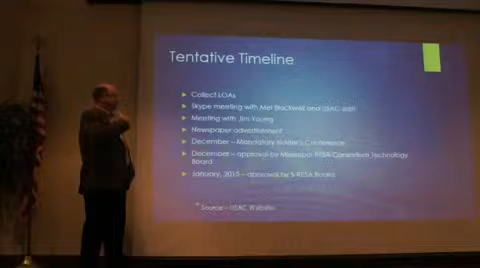 Tentative Timeline
Collect LOAs
Skype meeting with Mel Blackwell and USAC staff
Meeting with Jim Young
Newspaper advertisement
December – Mandatory Bidder's Conference
December – approval by Mississippi RESA Consortium Technology
Board
January, 2015 – approval by 5 RESA Boards
* Source – USAC Website